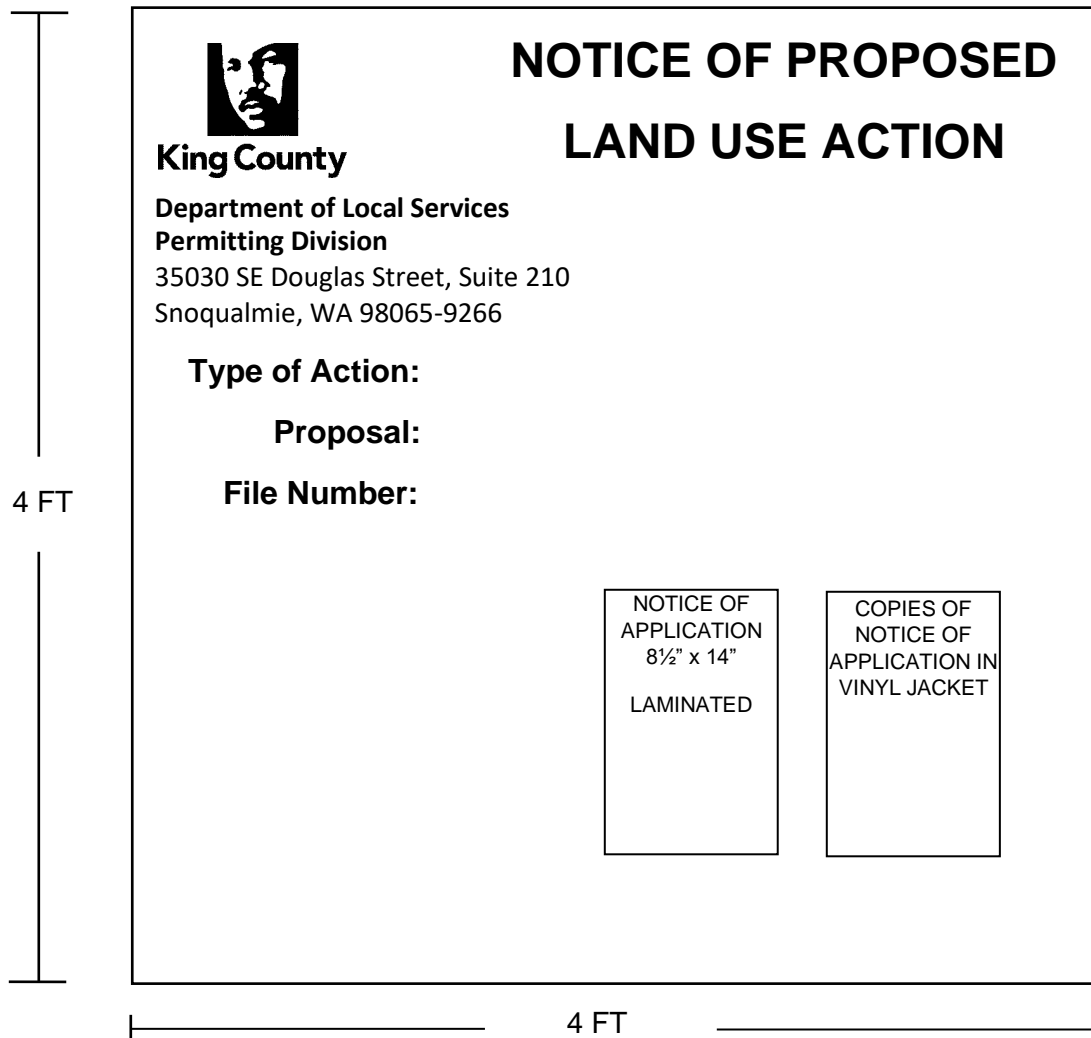 NOTICE OF PROPOSED
LAND USE ACTION
King County
Department of Local Services
Permitting Division
35030 SE Douglas Street, Suite 210
Snoqualmie, WA 98065-9266
Type of Action:
Proposal:
File Number:
4 FT
NOTICE OF
APPLICATION
8½” x 14”
LAMINATED
COPIES OF
NOTICE OF
APPLICATION IN
VINYL JACKET
4 FT